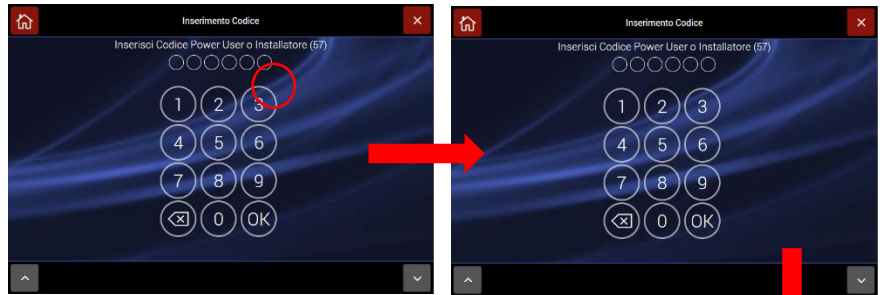 Inserimento Codice
Inserisci Codice Power User o Installatore (57)
1 2 3
4 5 6
7 8 9
0 OK
Inserimento Codice
Inserisci Codice Power User o Installatore (57)
1 2 3
4 5 6
7 8 9
0 OK